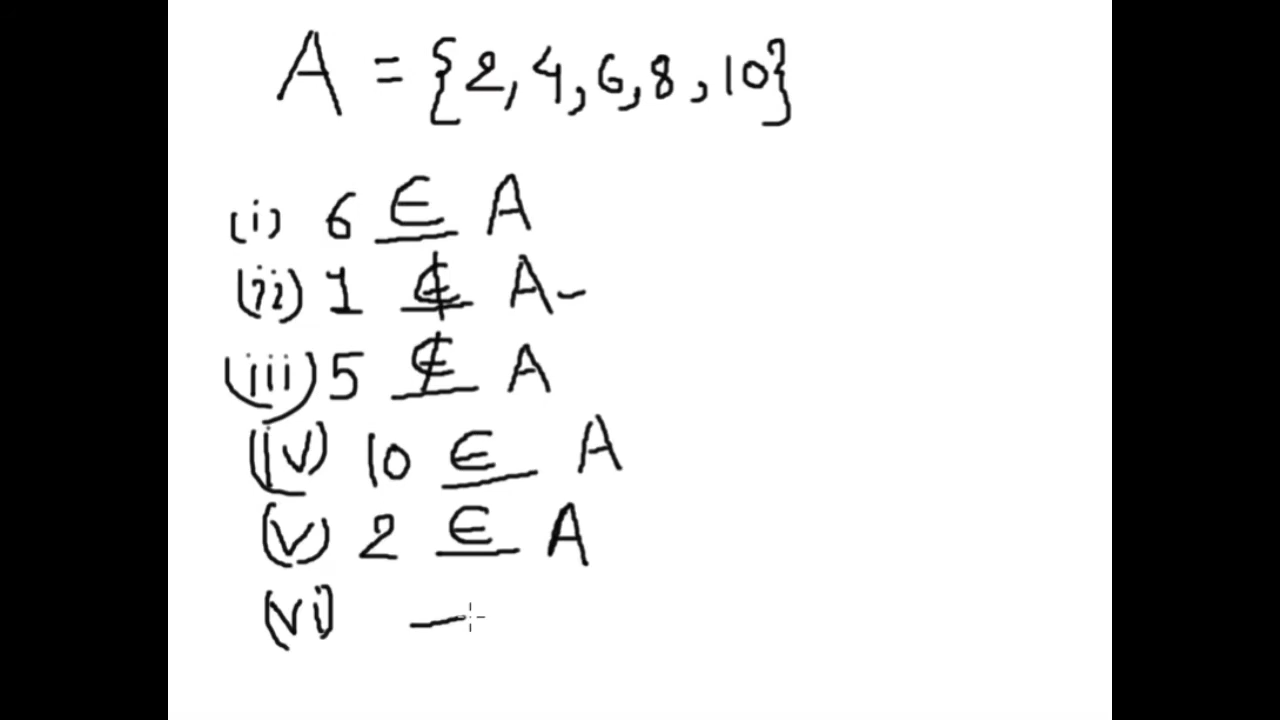 A = {2, 4, 6, 8, 10}
(i) 6 ∈ A
(ii) 1 ∉ A -
(iii) 5 ∉ A
(iv) 10 ∈ A
(v) 2 ∈ A
(vi) _